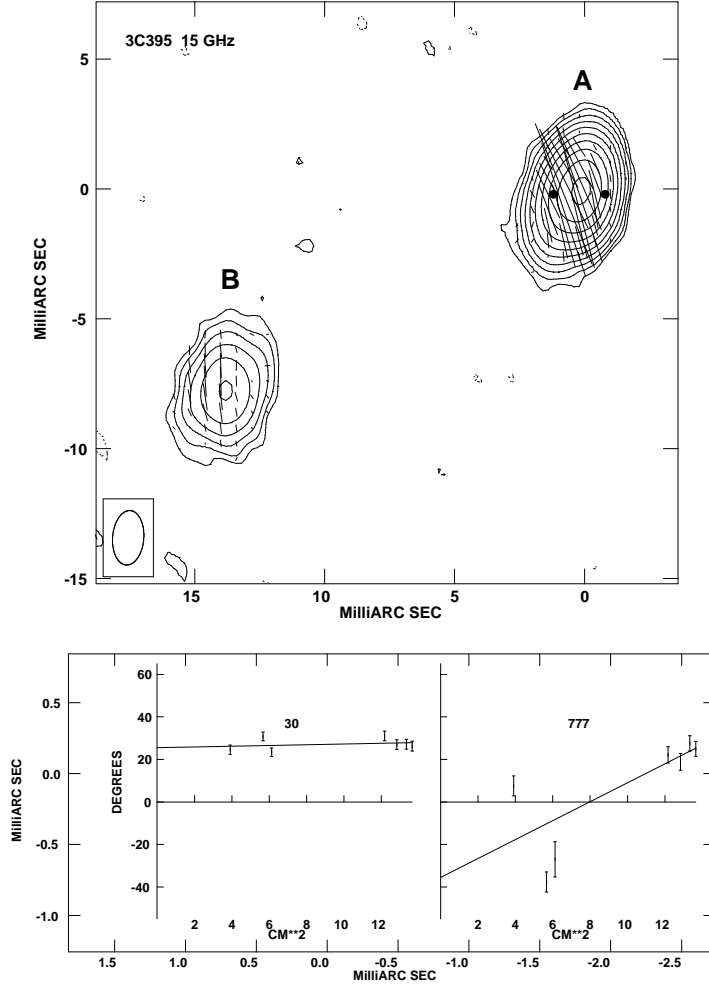 3C395 15 GHz
A
B
MilliARC SEC
5
0
-5
-10
-15
15 10 5 0
MilliARC SEC
MilliARC SEC
0.5
0.0
-0.5
-1.0
DEGREES
60
40
20
0
-20
-40
30
777
2 4 6 8 10 12
CM**2
2 4 6 8 10 12
CM**2
1.5 1.0 0.5 0.0 -0.5 -1.0 -1.5 -2.0 -2.5
MilliARC SEC